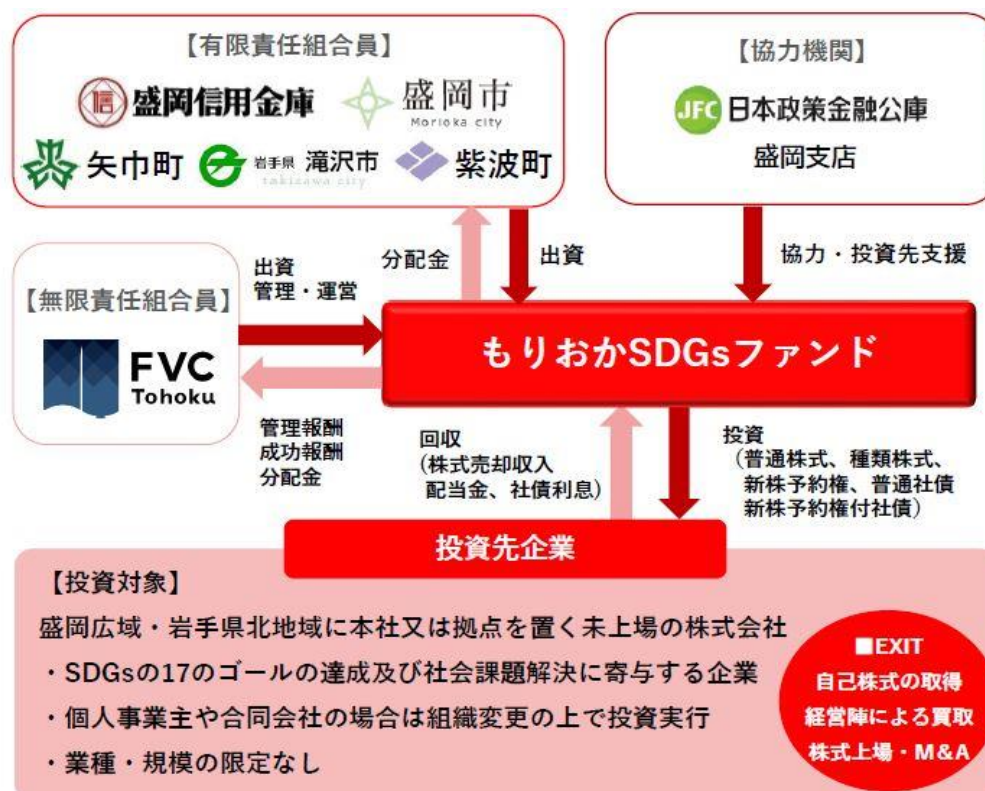 【有限責任組合員】
信 盛岡信用金庫
盛岡市
Morioka city
矢巾町
岩手県 滝沢市
takizawa city
紫波町
【協力機関】
JFC 日本政策金融公庫
盛岡支店
分配金
出資
協力・投資先支援
【無限責任組合員】
FVC
Tohoku
出資
管理・運営
もりおかSDGsファンド
管理報酬
成功報酬
分配金
回収
(株式売却収入
配当金、社債利息)
投資
(普通株式、種類株式、
新株予約権、普通社債
新株予約権付社債)
投資先企業
【投資対象】
盛岡広域・岩手県北地域に本社又は拠点を置く未上場の株式会社
・SDGsの17のゴールの達成及び社会課題解決に寄与する企業
・個人事業主や合同会社の場合は組織変更の上で投資実行
・業種・規模の限定なし
■EXIT
自己株式の取得
経営陣による買取
株式上場・M&A